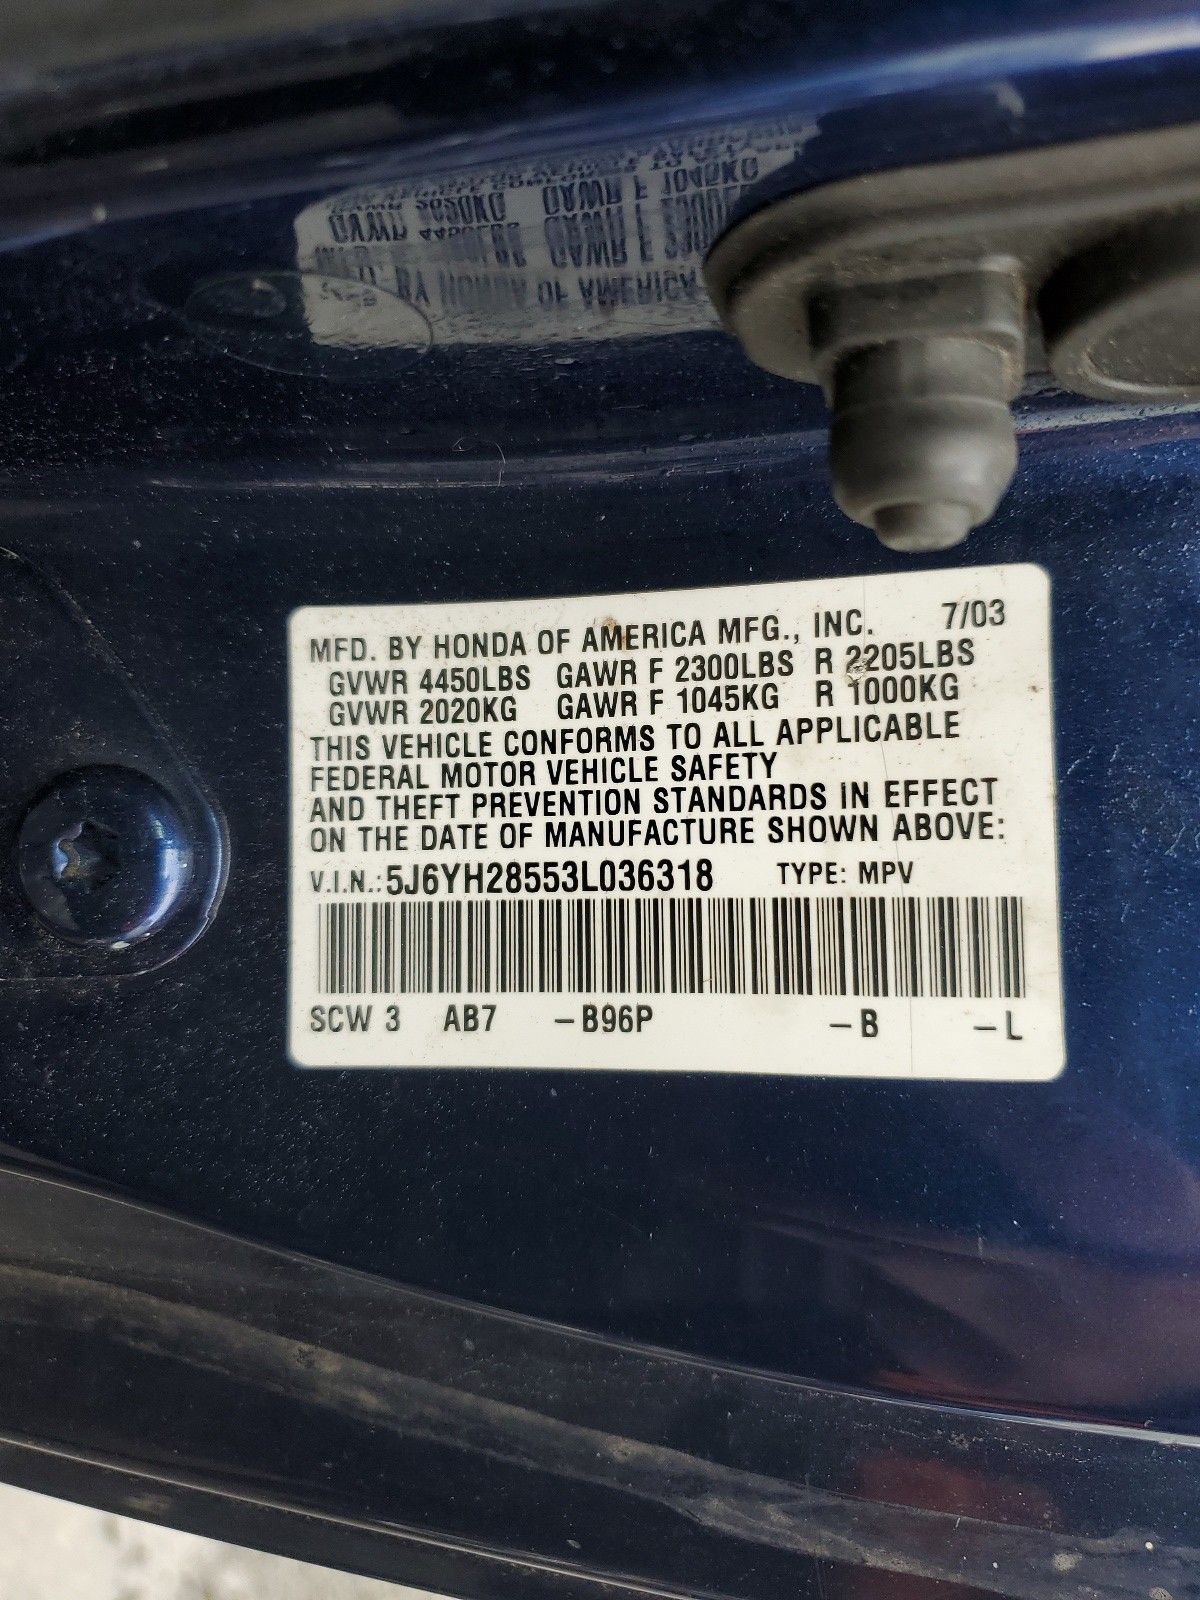 MFD. BY HONDA OF AMERICA MFG., INC. 7/03
GVWR 4450LBS GAWR F 2300LBS R 2205LBS
GVWR 2020KG GAWR F 1045KG R 1000KG
THIS VEHICLE CONFORMS TO ALL APPLICABLE
FEDERAL MOTOR VEHICLE SAFETY
AND THEFT PREVENTION STANDARDS IN EFFECT
ON THE DATE OF MANUFACTURE SHOWN ABOVE:
V.I.N.: 5J6YH28553L036318 TYPE: MPV
SCW 3 AB7 -B96P -B -L